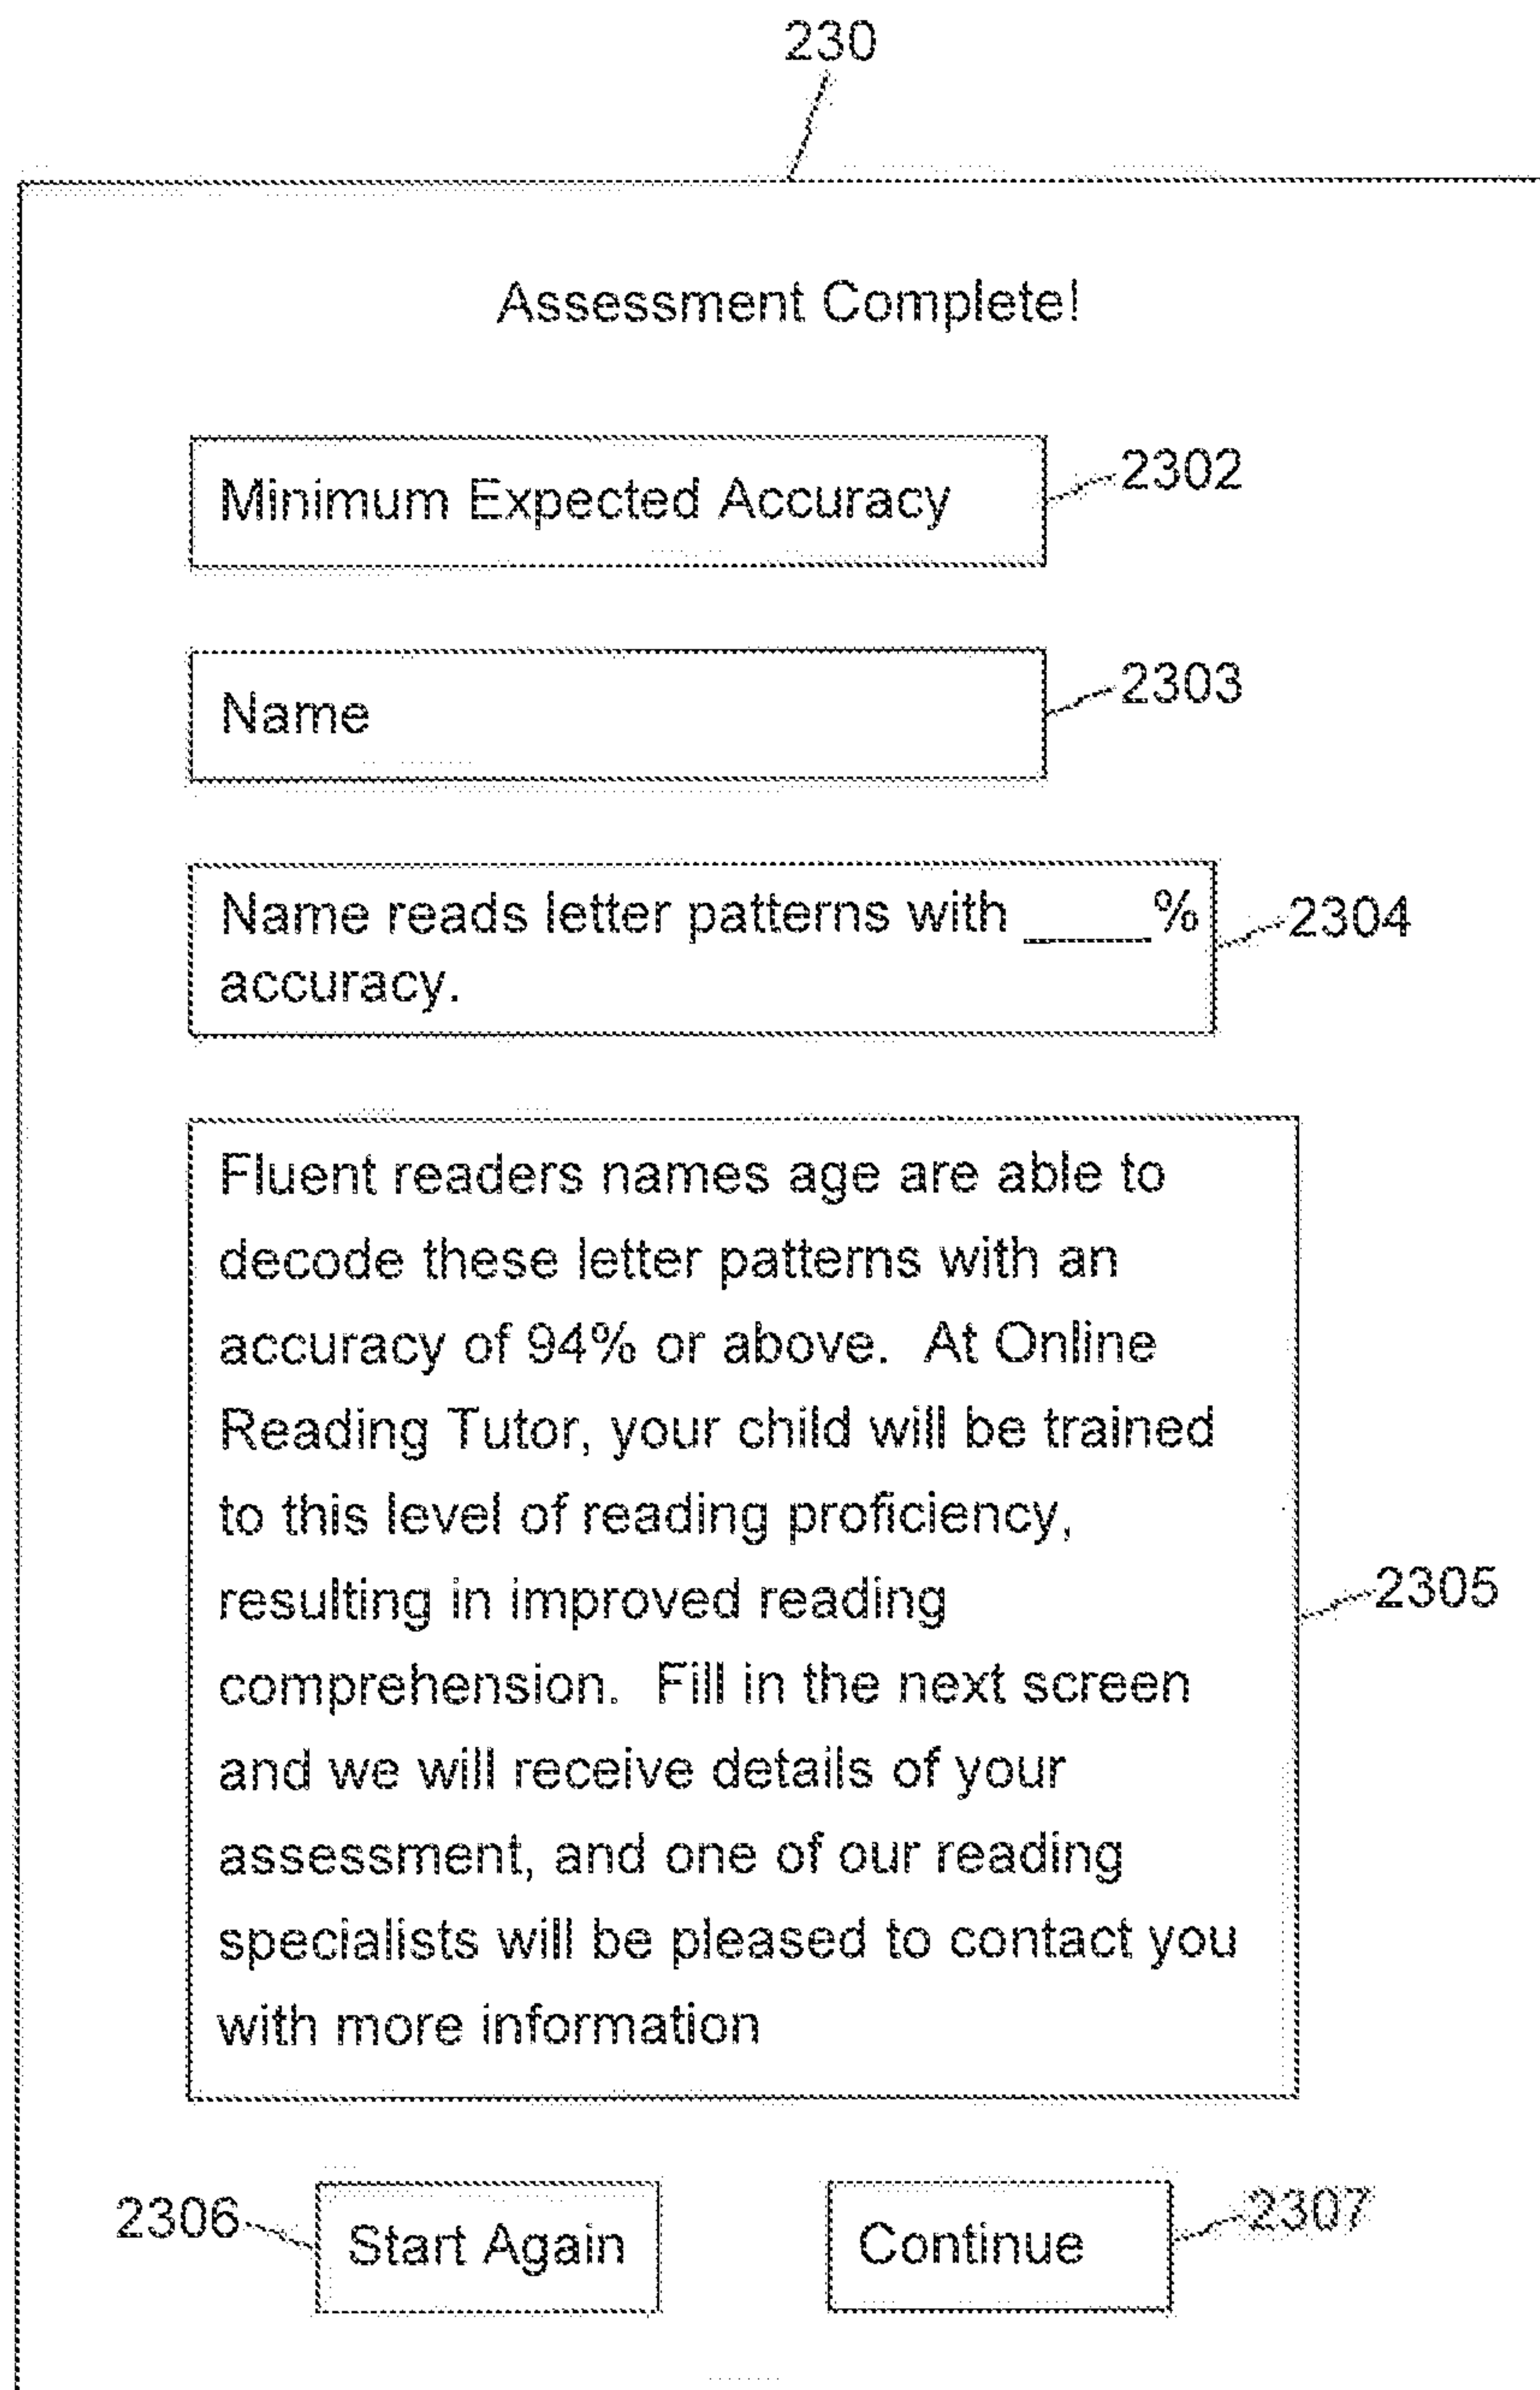 230
Assessment Complete!
Minimum Expected Accuracy
2302
Name
2303
Name reads letter patterns with _____%
accuracy.
2304
Fluent readers names age are able to
decode these letter patterns with an
accuracy of 94% or above. At Online
Reading Tutor, your child will be trained
to this level of reading proficiency,
resulting in improved reading
comprehension. Fill in the next screen
and we will receive details of your
assessment, and one of our reading
specialists will be pleased to contact you
with more information
2305
2306
Start Again
Continue
2307